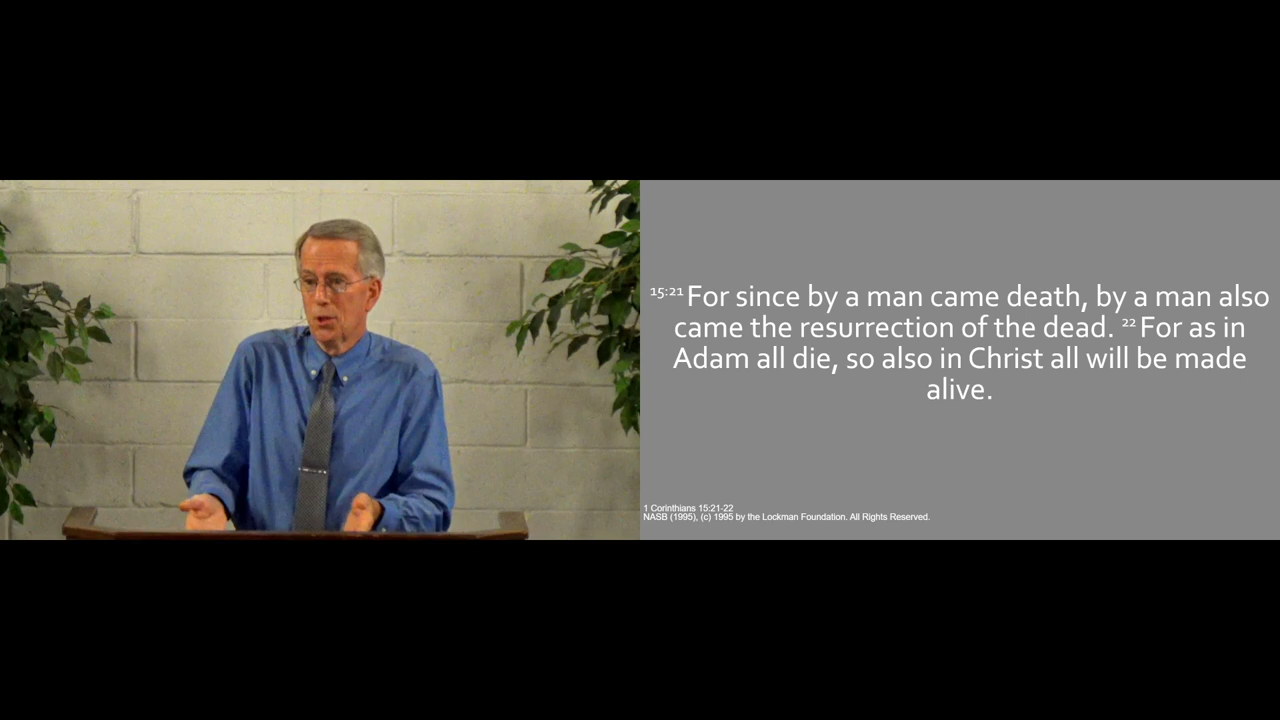 15:21 For since by a man came death, by a man also
came the resurrection of the dead. 22 For as in
Adam all die, so also in Christ all will be made
alive.
1 Corinthians 15:21-22
NASB (1995), (c) 1995 by the Lockman Foundation. All Rights Reserved.